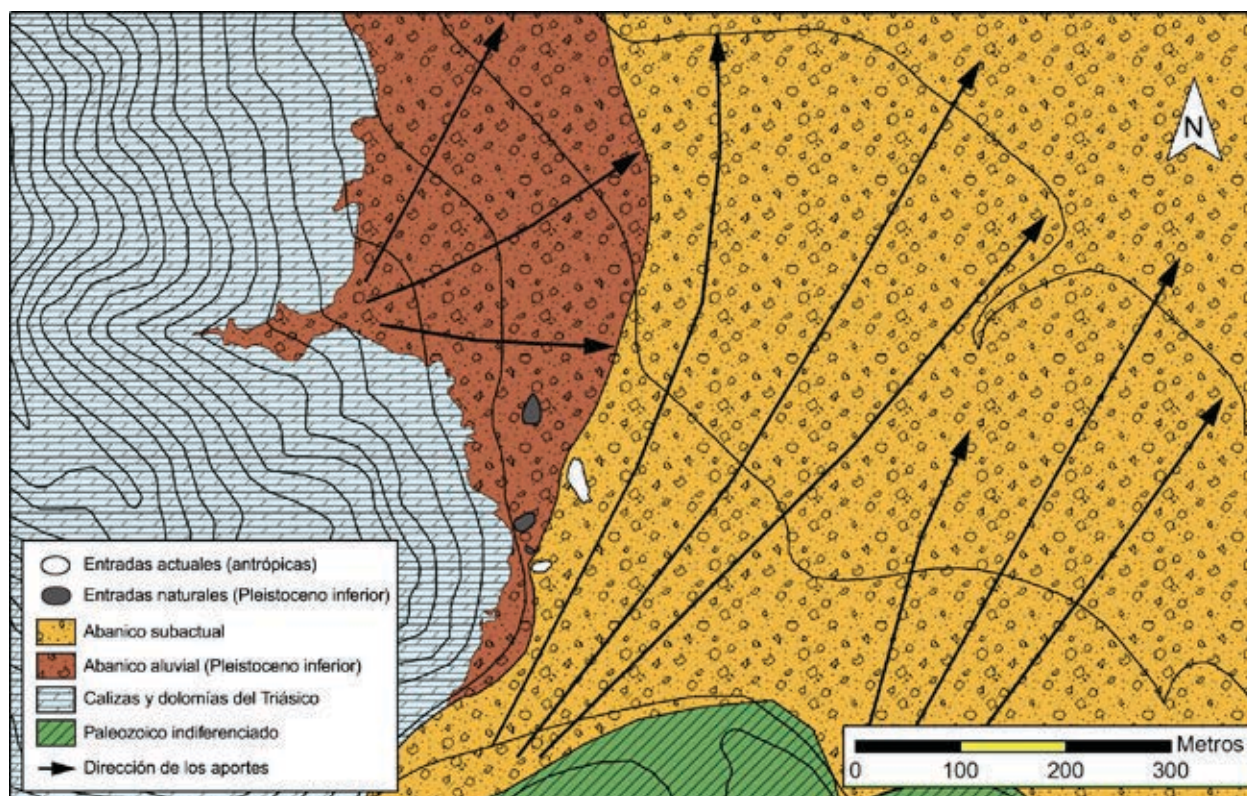 N
Entradas actuales (antrópicas)
Entradas naturales (Pleistoceno inferior)
Abanico subactual
Abanico aluvial (Pleistoceno inferior)
Calizas y dolomías del Triásico
Paleozoico indiferenciado
Dirección de los aportes
Metros
0 100 200 300